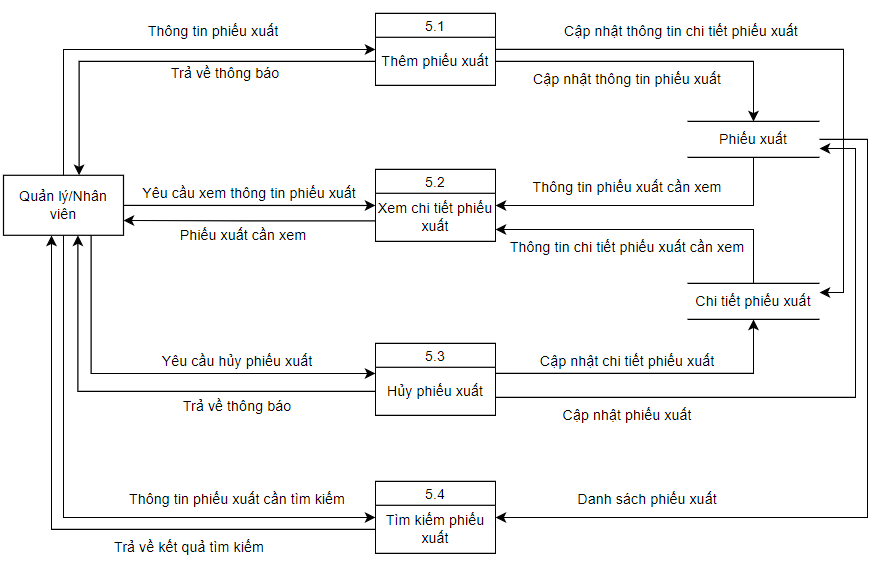 5.1
Thông tin phiếu xuất
Cập nhật thông tin chi tiết phiếu xuất
Thêm phiếu xuất
Trả về thông báo
Cập nhật thông tin phiếu xuất
Phiếu xuất
5.2
Quản lý/Nhân
viên
Yêu cầu xem thông tin phiếu xuất
Thông tin phiếu xuất cần xem
Xem chi tiết phiếu
xuất
Phiếu xuất cần xem
Thông tin chi tiết phiếu xuất cần xem
Chi tiết phiếu xuất
5.3
Yêu cầu hủy phiếu xuất
Cập nhật chi tiết phiếu xuất
Hủy phiếu xuất
Trả về thông báo
Cập nhật phiếu xuất
5.4
Thông tin phiếu xuất cần tìm kiếm
Danh sách phiếu xuất
Tìm kiếm phiếu
xuất
Trả về kết quả tìm kiếm